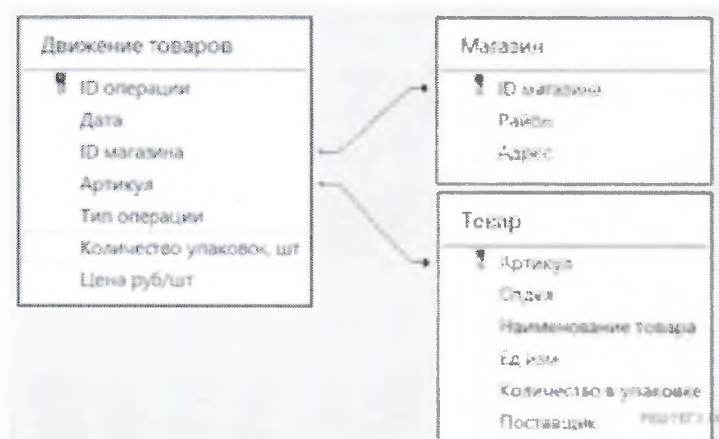 Движение товаров
ID операции
Дата
ID магазина
Артикул
Тип операции
Количество упаковок, шт
Цена руб/шт
Магазин
ID магазина
Район
Адрес
Товар
Артикул
Отдел
Наименование товара
Ед изм
Количество в упаковке
Поставщик